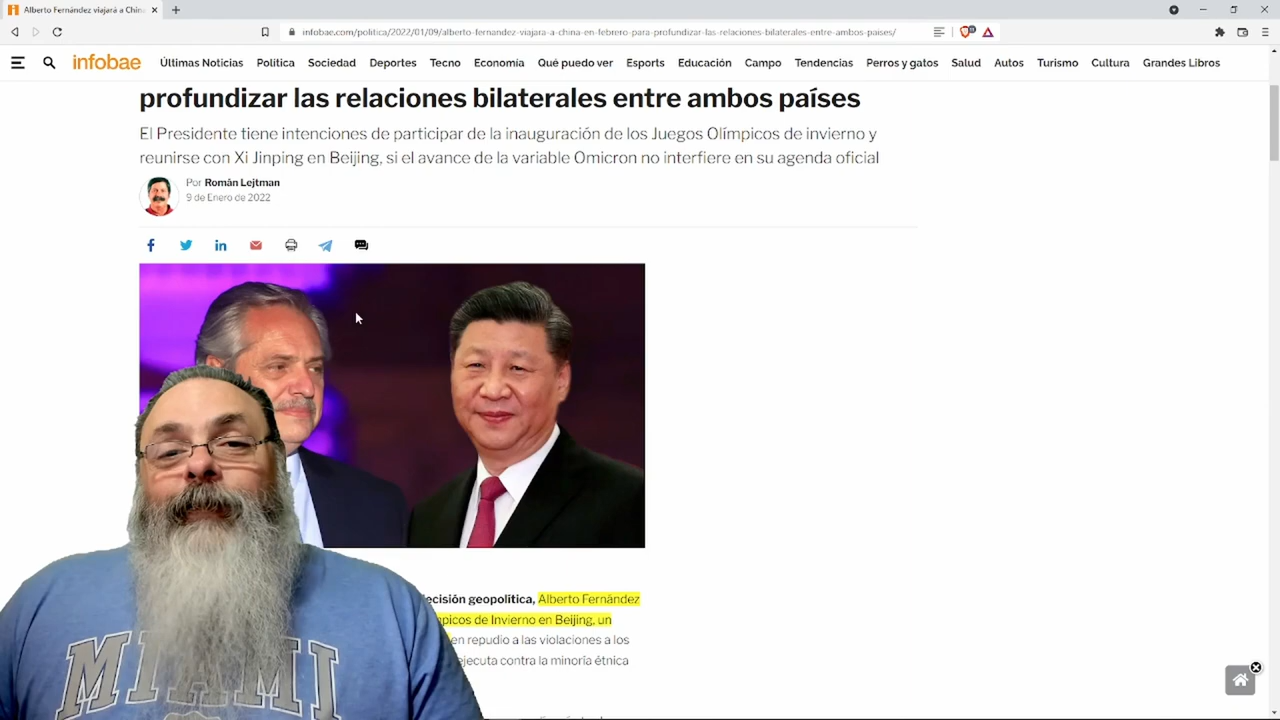 Alberto Fernández viajará a China
infobae.com/politica/2022/01/09/alberto-fernandez-viajara-a-china-en-febrero-para-profundizar-las-relaciones-bilaterales-entre-ambos-paises/
infobae Últimas Noticias Política Sociedad Deportes Tecno Economía Qué puedo ver Esports Educación Campo Tendencias Perros y gatos Salud Autos Turismo Cultura Grandes Libros
profundizar las relaciones bilaterales entre ambos países
El Presidente tiene intenciones de participar de la inauguración de los Juegos Olímpicos de invierno y
reunirse con Xi Jinping en Beijing, si el avance de la variable Omicron no interfiere en su agenda oficial
Por Román Lejtman
9 de Enero de 2022
geopolítica, Alberto Fernández
de Invierno en Beijing, un
en repudio a las violaciones a los
contra la minoría étnica
MIAMI